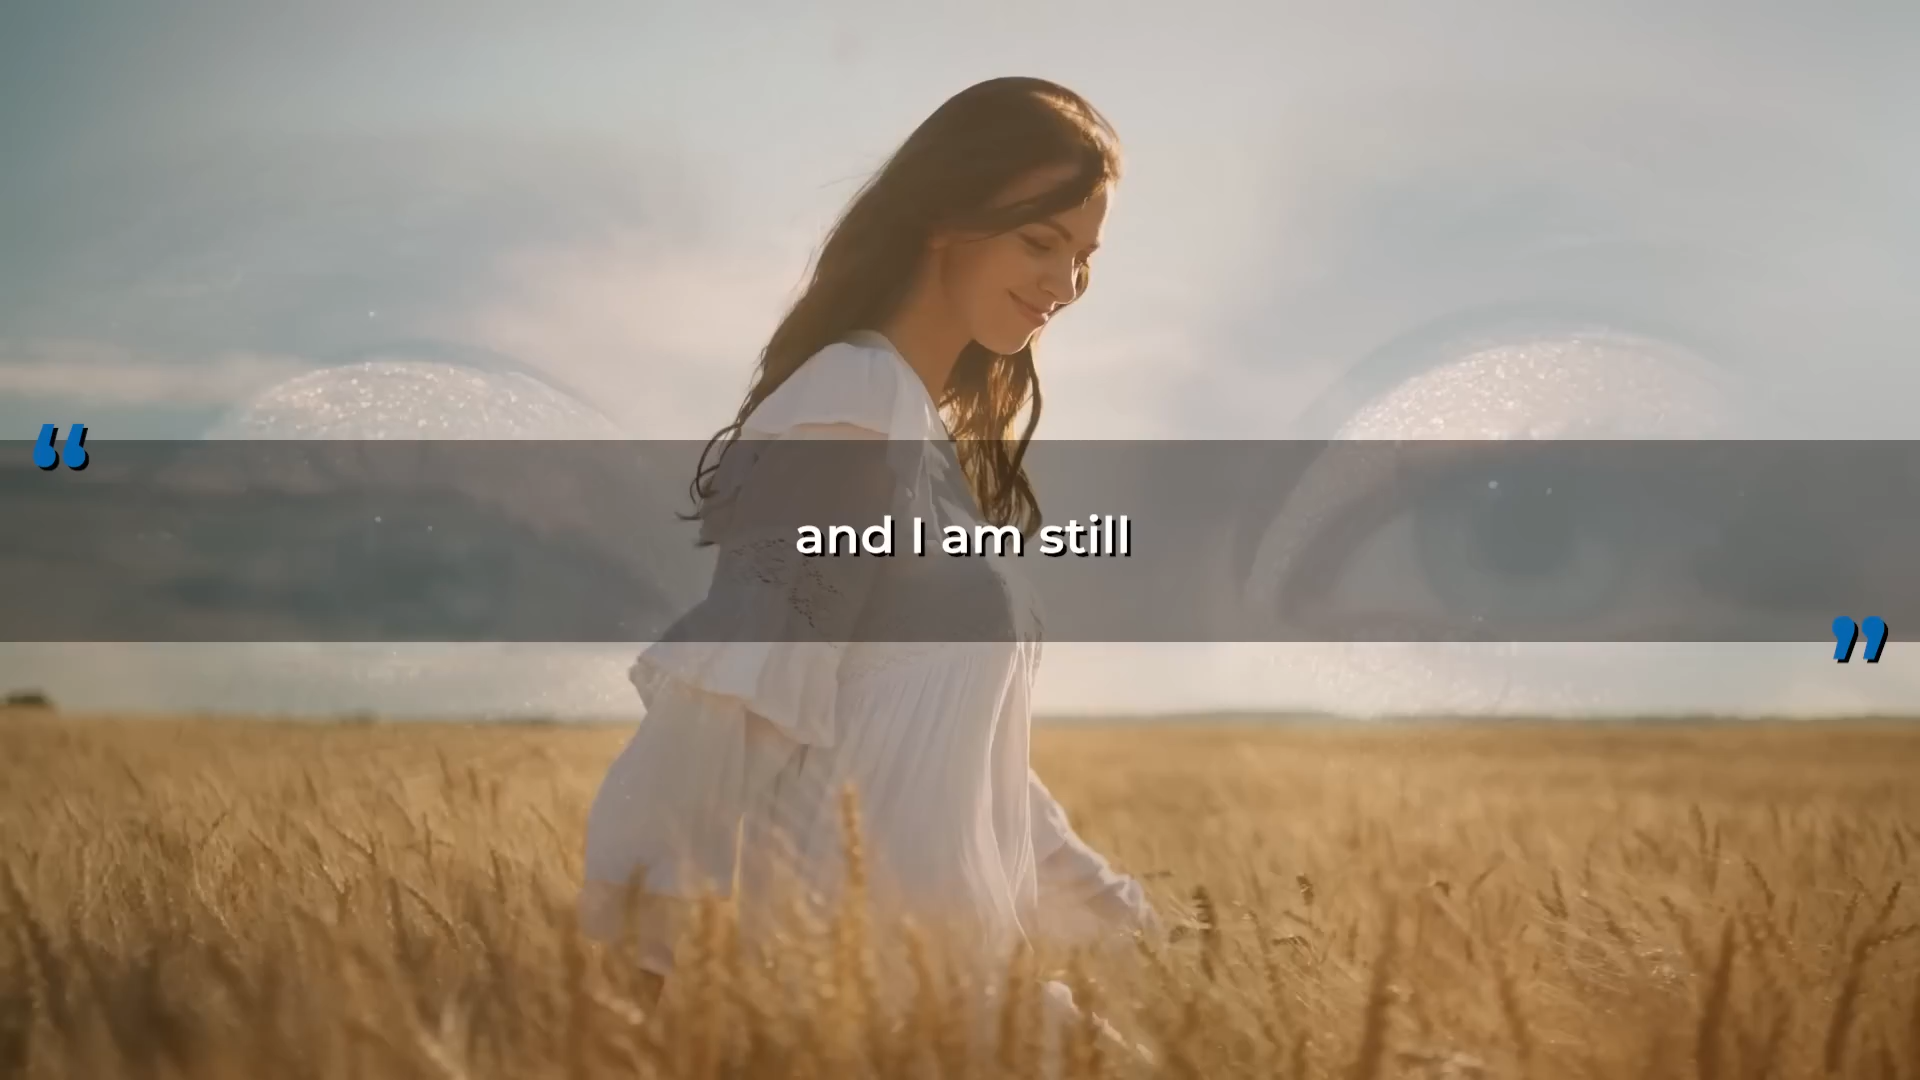 “
and I am still
”